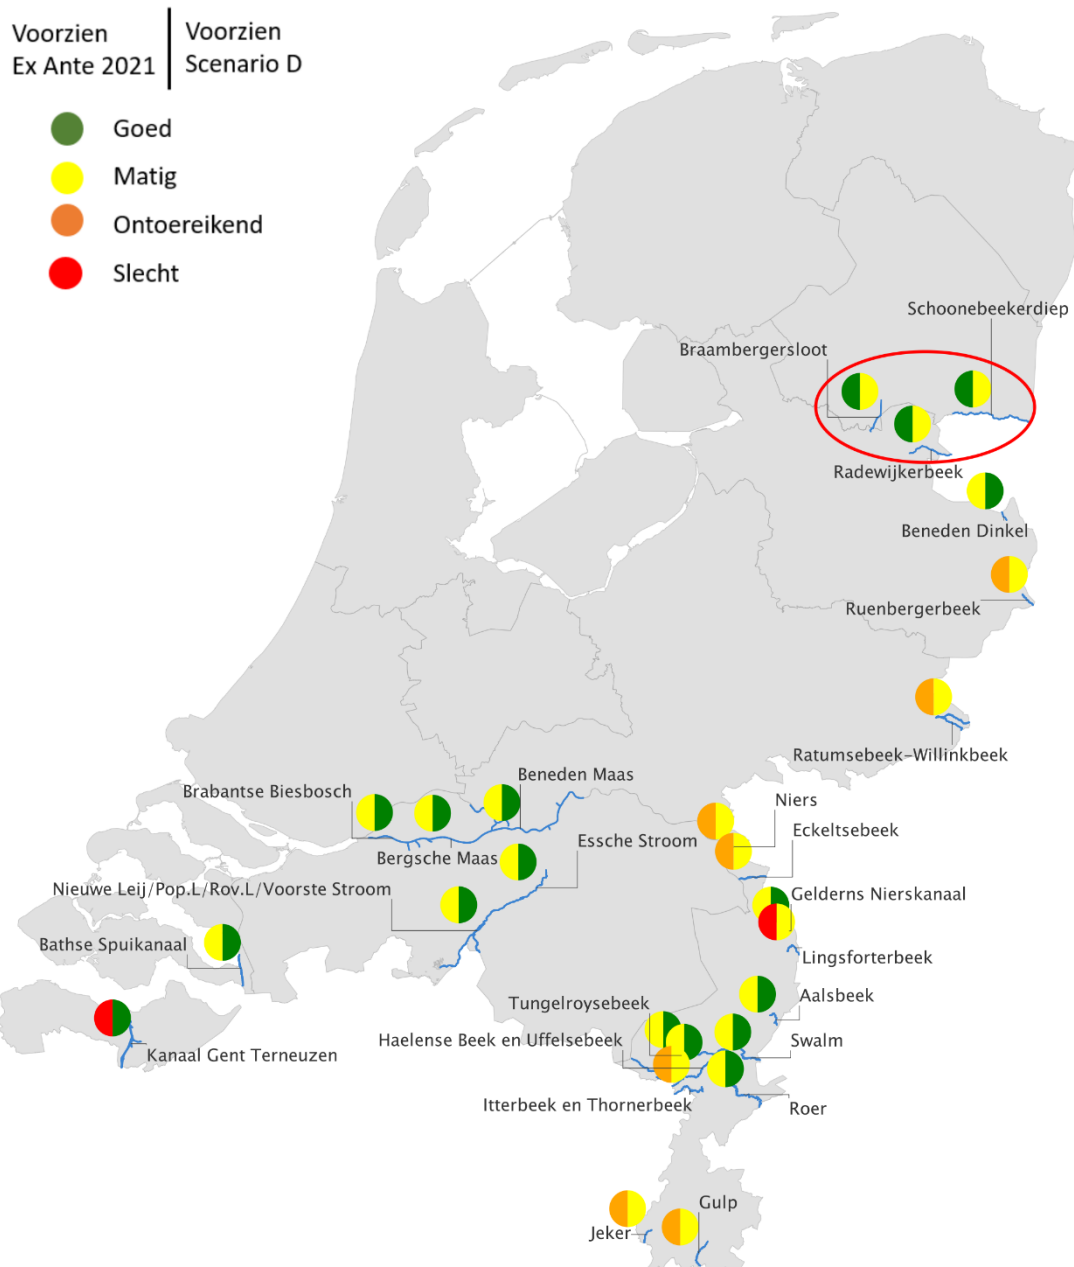 Voorzien
Ex Ante 2021
Voorzien
Scenario D
Goed
Matig
Ontoereikend
Slecht
Schoonebeekerdiep
Braambergersloot
Radewijkerbeek
Beneden Dinkel
Ruenbergerbeek
Ratumsebeek-Willinkbeek
Beneden Maas
Brabantse Biesbosch
Niers
Eckeltsebeek
Essche Stroom
Bergsche Maas
Nieuwe Leij/Pop.L/Rov.L/Voorste Stroom
Gelderns Nierskanaal
Bathse Spuikanaal
Lingsforterbeek
Tungelroysebeek
Aalsbeek
Haelense Beek en Uffelsebeek
Swalm
Kanaal Gent Terneuzen
Itterbeek en Thornerbeek
Roer
Gulp
Jeker